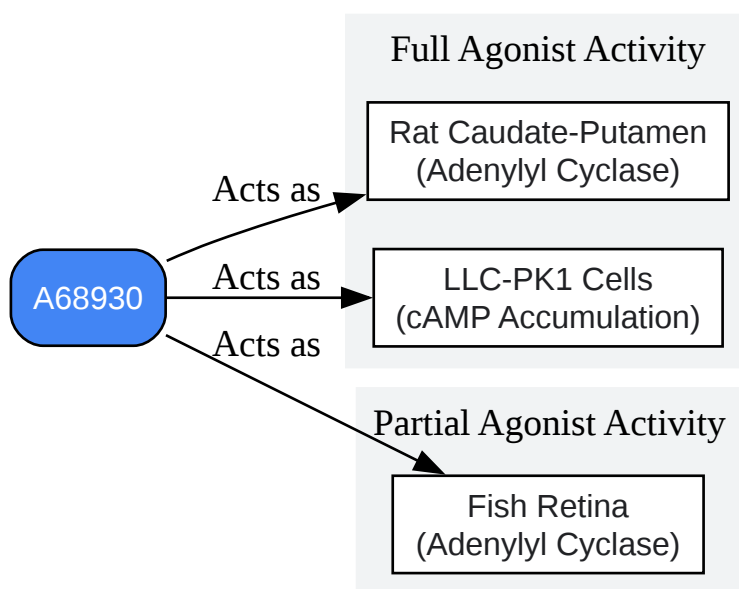 Full Agonist Activity
Rat Caudate-Putamen
(Adenylyl Cyclase)
Acts as
A68930
Acts as
LLC-PK1 Cells
(cAMP Accumulation)
Acts as
Partial Agonist Activity
Fish Retina
(Adenylyl Cyclase)